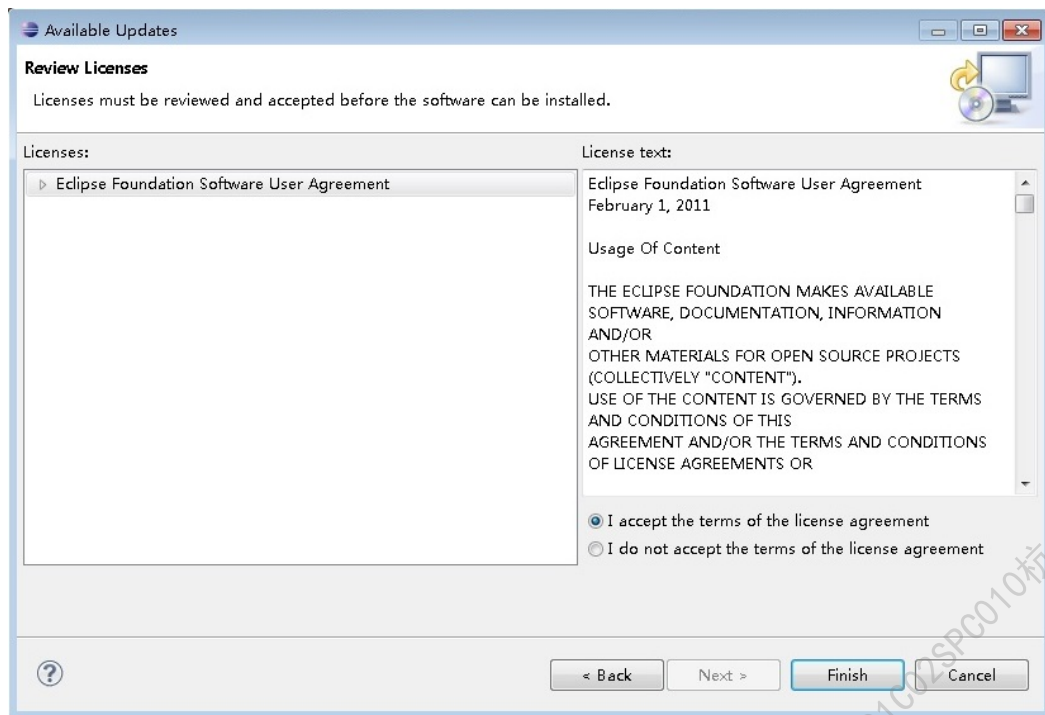 Available Updates
Review Licenses
Licenses must be reviewed and accepted before the software can be installed.
Licenses:
Eclipse Foundation Software User Agreement
License text:
Eclipse Foundation Software User Agreement
February 1, 2011
Usage Of Content
THE ECLIPSE FOUNDATION MAKES AVAILABLE
SOFTWARE, DOCUMENTATION, INFORMATION
AND/OR
OTHER MATERIALS FOR OPEN SOURCE PROJECTS
(COLLECTIVELY "CONTENT").
USE OF THE CONTENT IS GOVERNED BY THE TERMS
AND CONDITIONS OF THIS
AGREEMENT AND/OR THE TERMS AND CONDITIONS
OF LICENSE AGREEMENTS OR
I accept the terms of the license agreement
I do not accept the terms of the license agreement
< Back
Next >
Finish
Cancel